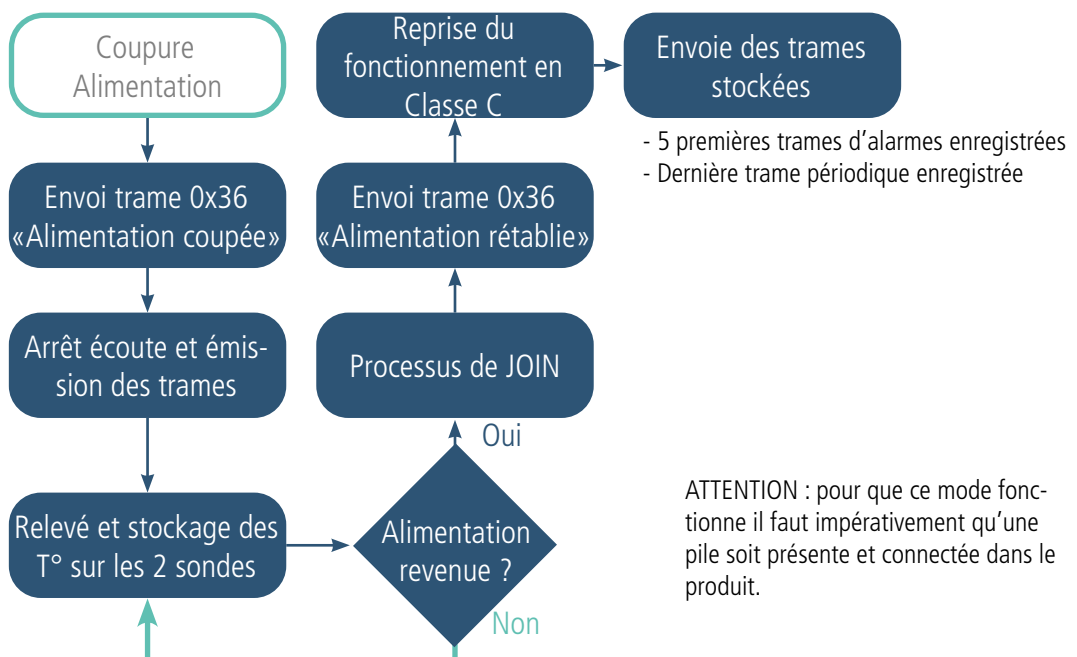 Coupure
Alimentation
Envoi trame 0x36
«Alimentation coupée»
Arrêt écoute et émis-
sion des trames
Relevé et stockage des
T° sur les 2 sondes
Alimentation
revenue ?
Non
Oui
Processus de JOIN
Envoi trame 0x36
«Alimentation rétablie»
Reprise du
fonctionnement en
Classe C
Envoie des trames
stockées
- 5 premières trames d’alarmes enregistrées
- Dernière trame périodique enregistrée
ATTENTION : pour que ce mode fonc-
tionne il faut impérativement qu’une
pile soit présente et connectée dans le
produit.